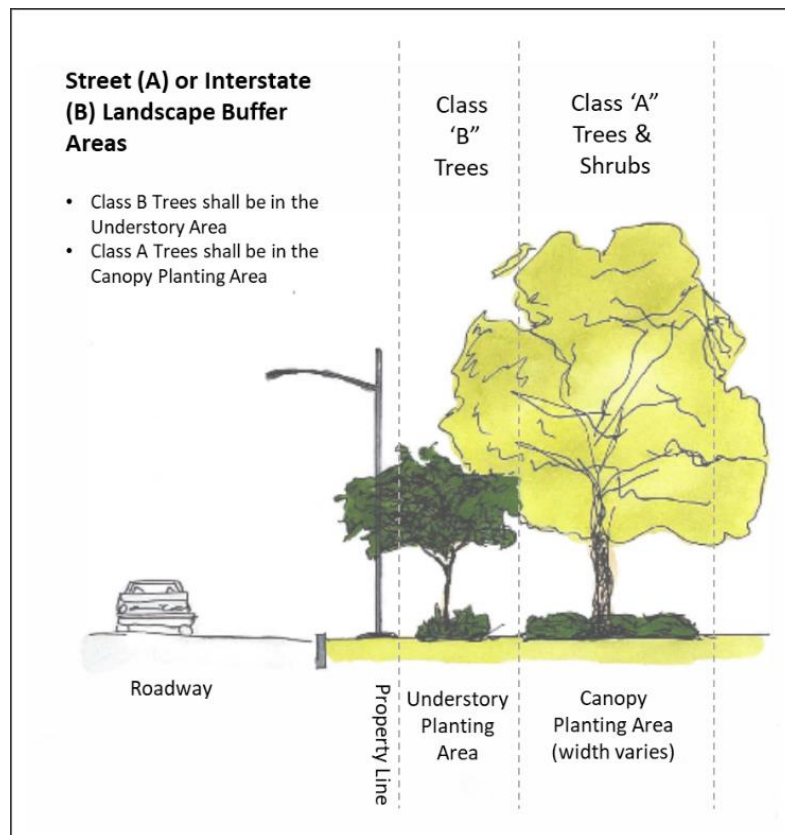 Street (A) or Interstate
(B) Landscape Buffer
Areas
• Class B Trees shall be in the
Understory Area
• Class A Trees shall be in the
Canopy Planting Area
Class
‘B”
Trees
Class ‘A”
Trees &
Shrubs
Roadway
Property Line
Understory
Planting
Area
Canopy
Planting Area
(width varies)